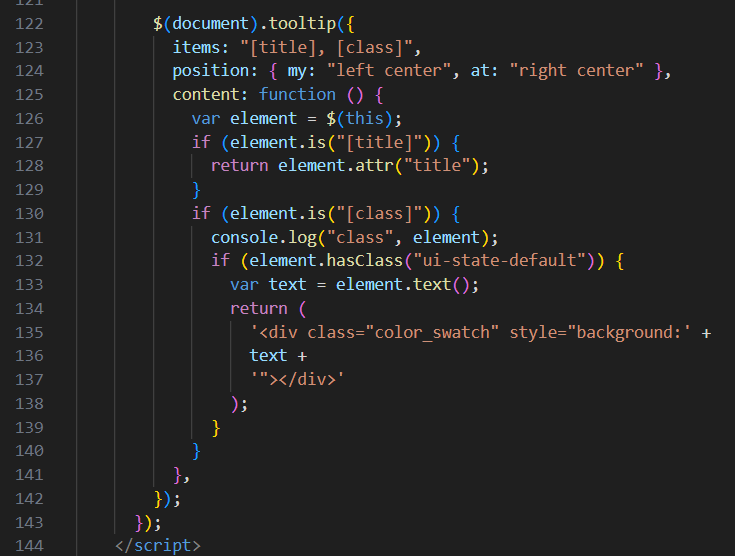 121
122 $(document).tooltip({
123 items: "[title], [class]",
124 position: { my: "left center", at: "right center" },
125 content: function () {
126 var element = $(this);
127 if (element.is("[title]")) {
128 return element.attr("title");
129 }
130 if (element.is("[class]")) {
131 console.log("class", element);
132 if (element.hasClass("ui-state-default")) {
133 var text = element.text();
134 return (
135 '<div class="color_swatch" style="background:' +
136 text +
137 '"></div>'
138 );
139 }
140 }
141 },
142 });
143 });
144 </script>